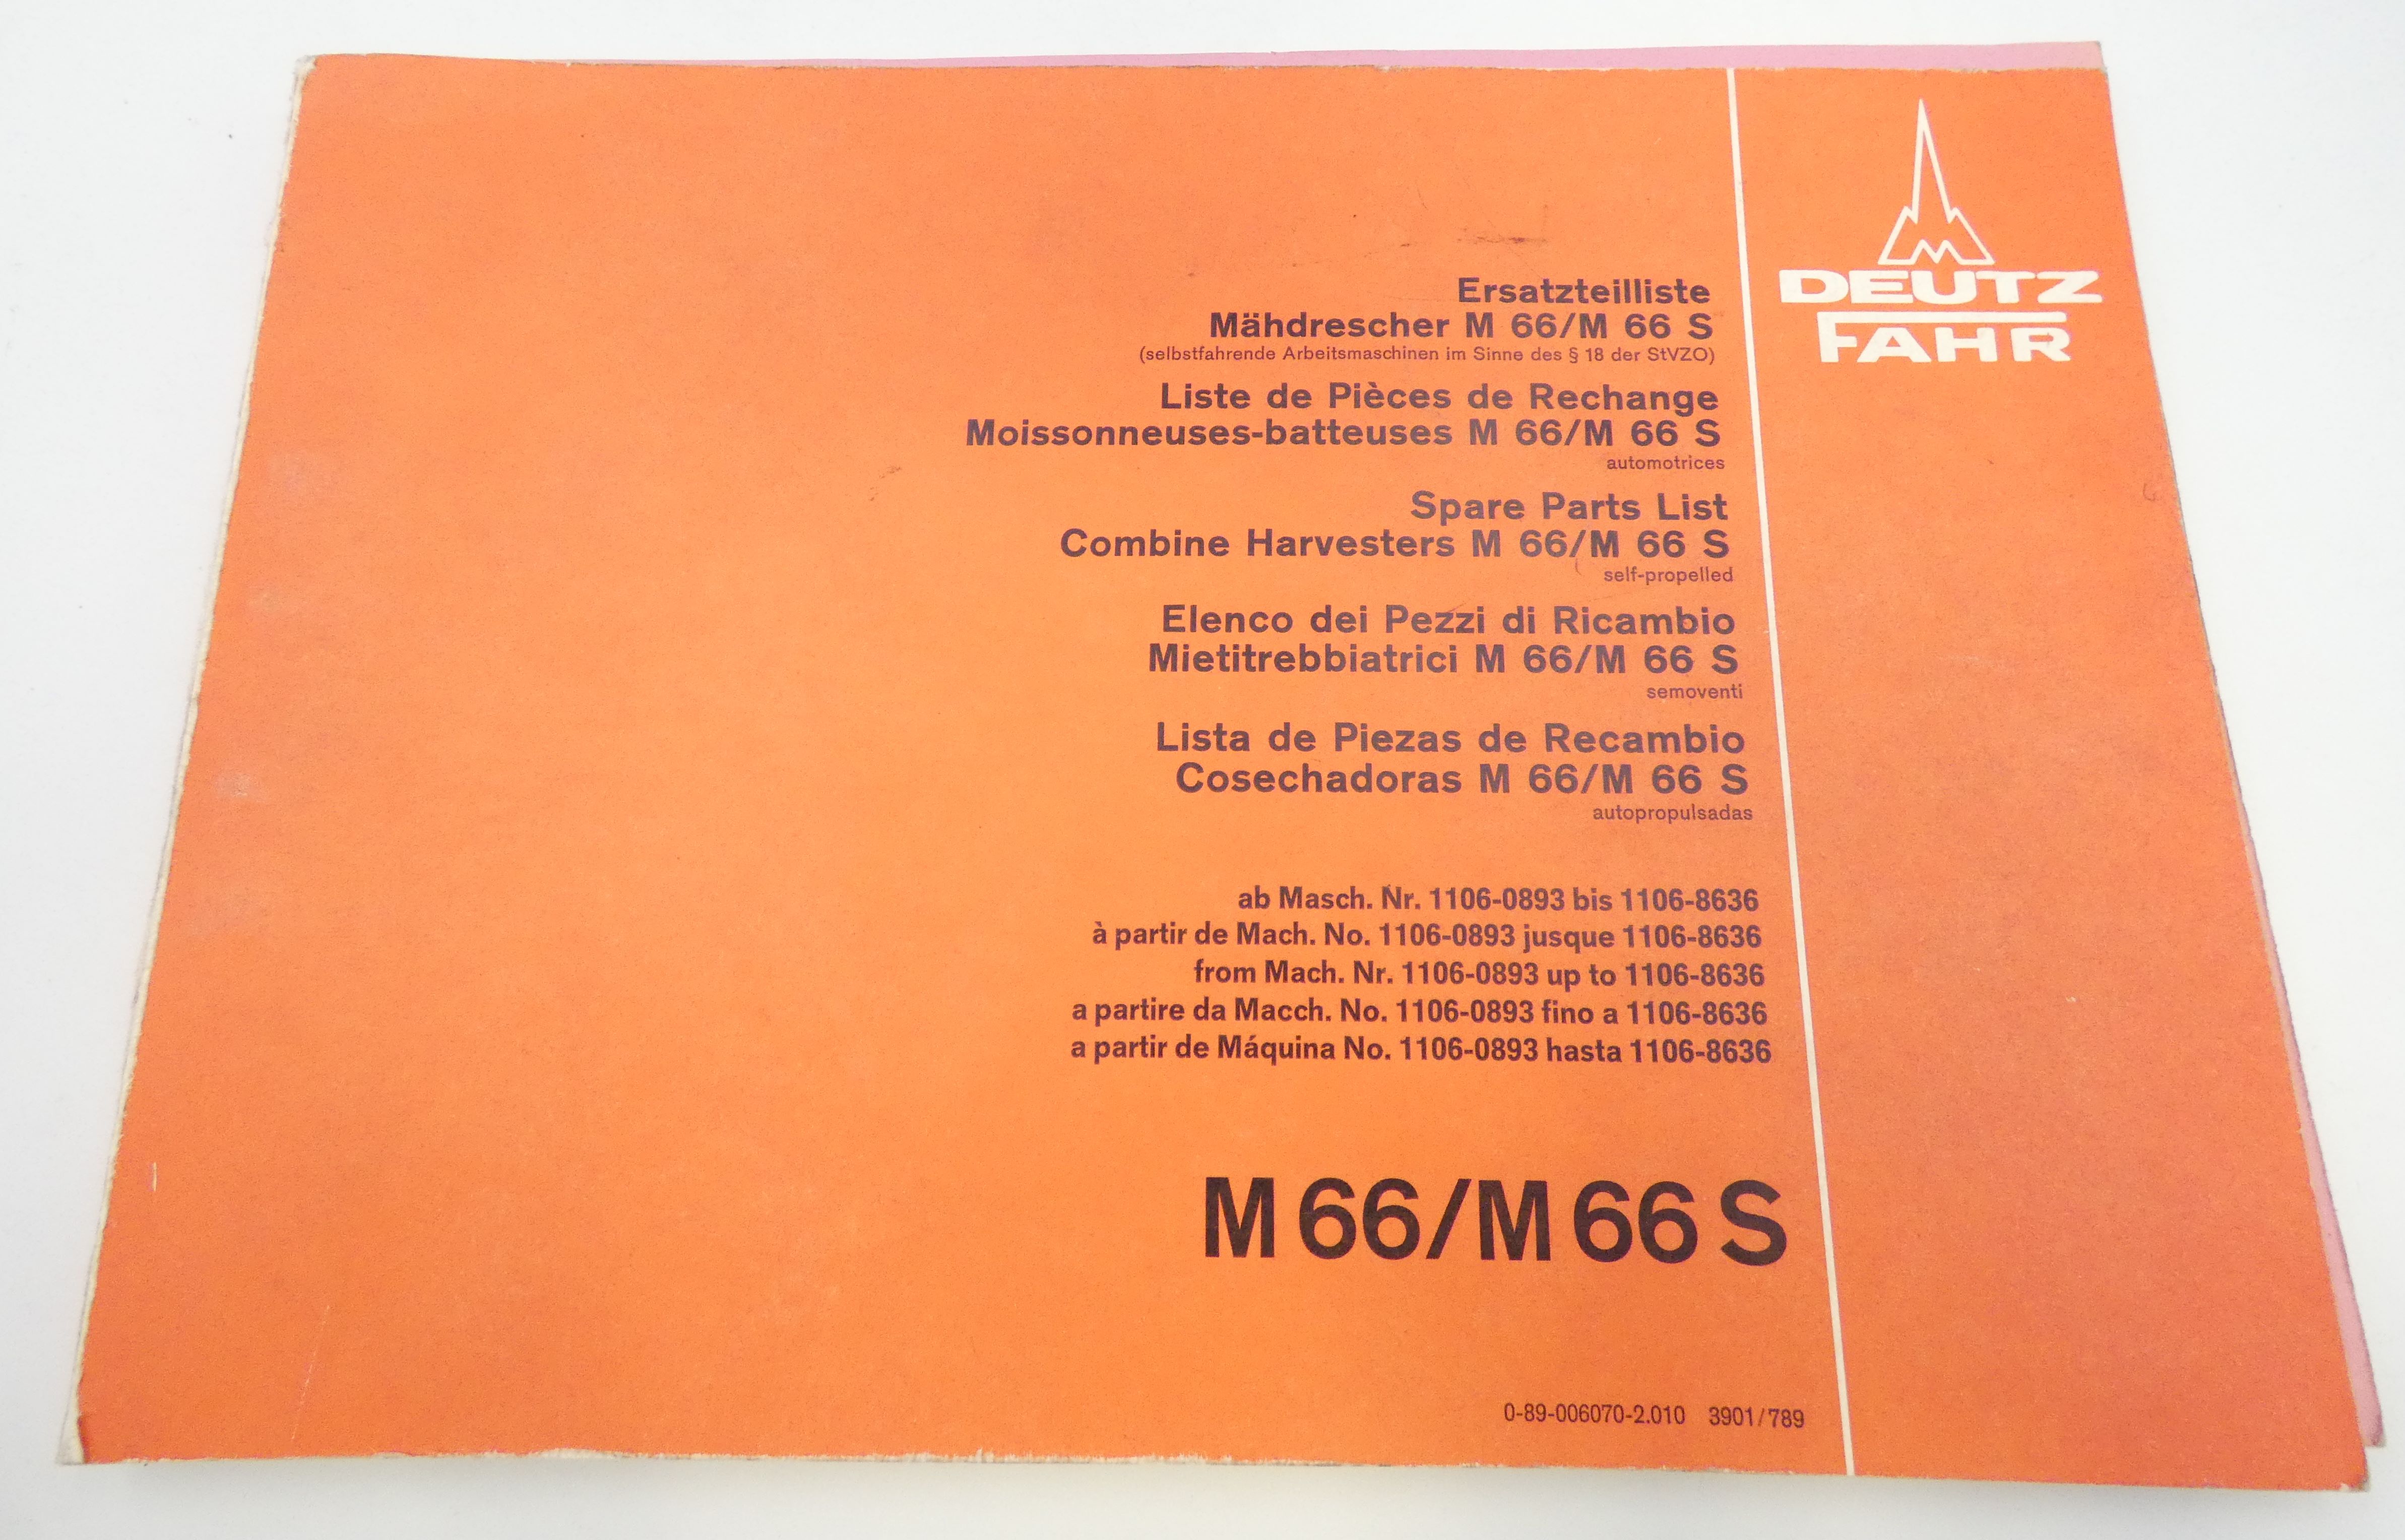 DEUTZ
FAHR
Ersatzteilliste
Mähdrescher M 66/M 66 S
(selbstfahrende Arbeitsmaschinen im Sinne des § 18 der StVZO)
Liste de Pièces de Rechange
Moissonneuses-batteuses M 66/M 66 S
automotrices
Spare Parts List
Combine Harvesters M 66/M 66 S
self-propelled
Elenco dei Pezzi di Ricambio
Mietitrebbiatrici M 66/M 66 S
semoventi
Lista de Piezas de Recambio
Cosechadoras M 66/M 66 S
autopropulsadas
ab Masch. Nr. 1106-0893 bis 1106-8636
à partir de Mach. No. 1106-0893 jusque 1106-8636
from Mach. Nr. 1106-0893 up to 1106-8636
a partire da Macch. No. 1106-0893 fino a 1106-8636
a partir de Máquina No. 1106-0893 hasta 1106-8636
M 66/M 66 S
0-89-006070-2.010 3901/789